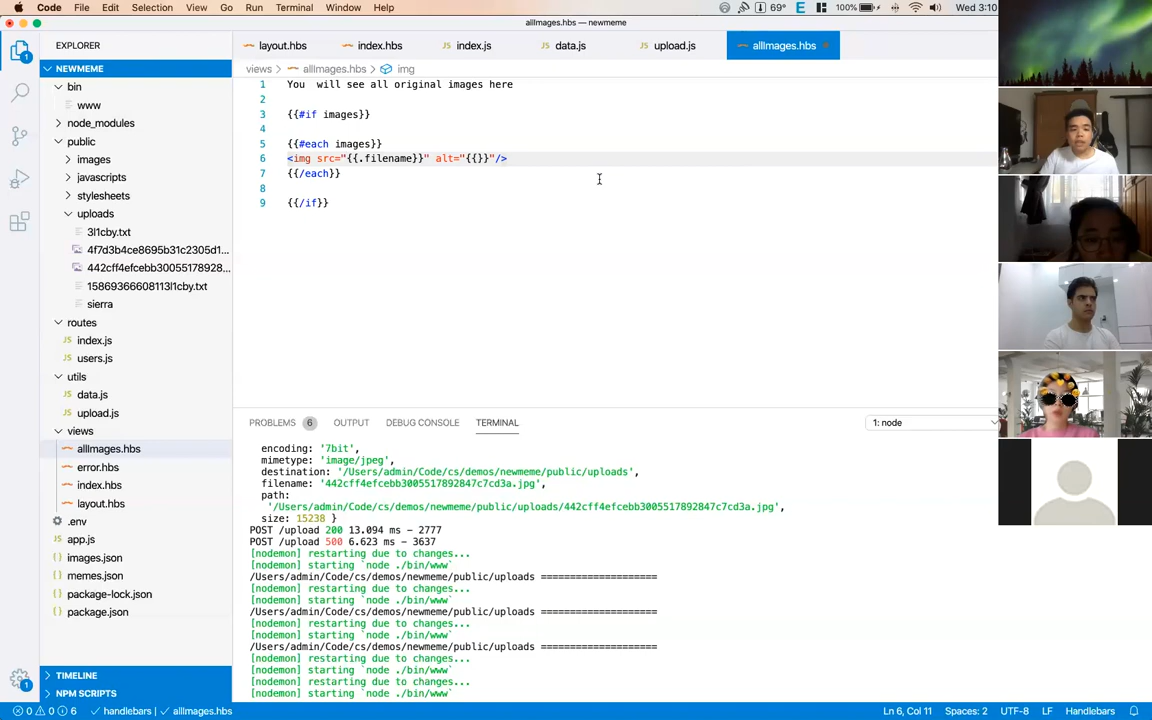 Code File Edit Selection View Go Run Terminal Window Help 69° 100% Wed 3:10
allImages.hbs — newmeme
EXPLORER
NEWMEME
bin
www
node_modules
public
images
javascripts
stylesheets
uploads
3l1cby.txt
4f7d3b4ce8695b31c2305d1...
442cff4efcebb30055178928...
15869366608113l1cby.txt
sierra
routes
index.js
users.js
utils
data.js
upload.js
views
allImages.hbs
error.hbs
index.hbs
layout.hbs
.env
app.js
images.json
memes.json
package-lock.json
package.json
TIMELINE
NPM SCRIPTS
layout.hbs index.hbs JS index.js JS data.js JS upload.js allImages.hbs
views > allImages.hbs > img
1 You  will see all original images here
2
3 {{#if images}}
4
5 {{#each images}}
6 <img src="{{.filename}}" alt="{{}}"/>
7 {{/each}}
8
9 {{/if}}
PROBLEMS 6 OUTPUT DEBUG CONSOLE TERMINAL 1: node
encoding: '7bit',
mimetype: 'image/jpeg',
destination: '/Users/admin/Code/cs/demos/newmeme/public/uploads',
filename: '442cff4efcebb3005517892847c7cd3a.jpg',
path:
'/Users/admin/Code/cs/demos/newmeme/public/uploads/442cff4efcebb3005517892847c7cd3a.jpg',
size: 15238 }
POST /upload 200 13.094 ms - 2777
POST /upload 500 6.623 ms - 3637
[nodemon] restarting due to changes...
[nodemon] starting `node ./bin/www`
/Users/admin/Code/cs/demos/newmeme/public/uploads ====================
[nodemon] restarting due to changes...
[nodemon] starting `node ./bin/www`
/Users/admin/Code/cs/demos/newmeme/public/uploads ====================
[nodemon] restarting due to changes...
[nodemon] starting `node ./bin/www`
/Users/admin/Code/cs/demos/newmeme/public/uploads ====================
[nodemon] restarting due to changes...
[nodemon] starting `node ./bin/www`
[nodemon] restarting due to changes...
[nodemon] starting `node ./bin/www`
0 0 6 handlebars allImages.hbs Ln 6, Col 11 Spaces: 2 UTF-8 LF Handlebars